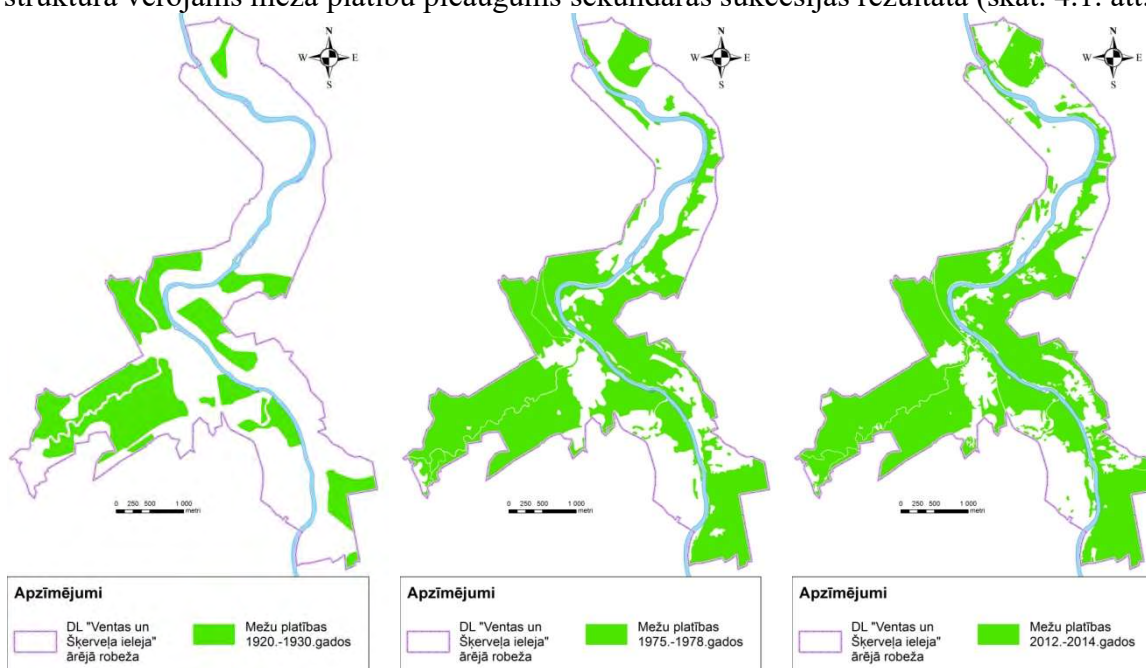 struktūrā vērojams meža platību pieaugums sekundārās sukcesijas rezultātā (skat. 4.1. att.
N
W E
S
0 250 500 1 000
metri
Apzīmējumi
DL "Ventas un
Šķerveļa ieleja"
ārējā robeža
Mežu platības
1920.-1930.gados
N
W E
S
0 250 500 1 000
metri
Apzīmējumi
DL "Ventas un
Šķerveļa ieleja"
ārējā robeža
Mežu platības
1975.-1978.gados
N
W E
S
0 250 500 1 000
metri
Apzīmējumi
DL "Ventas un
Šķerveļa ieleja"
ārējā robeža
Mežu platības
2012.-2014.gados